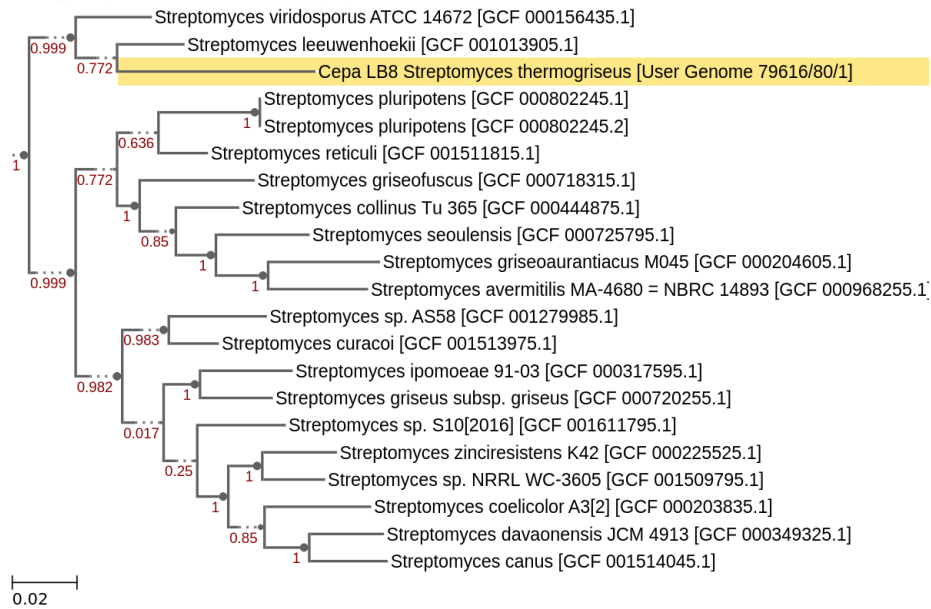 Streptomyces viridosporus ATCC 14672 [GCF 000156435.1]
0.999
Streptomyces leeuwenhoekii [GCF 001013905.1]
0.772
Cepa LB8 Streptomyces thermogriseus [User Genome 79616/80/1]
Streptomyces pluripotens [GCF 000802245.1]
1
Streptomyces pluripotens [GCF 000802245.2]
0.636
Streptomyces reticuli [GCF 001511815.1]
1
0.772
Streptomyces griseofuscus [GCF 000718315.1]
1
Streptomyces collinus Tu 365 [GCF 000444875.1]
0.85
Streptomyces seoulensis [GCF 000725795.1]
1
Streptomyces griseoaurantiacus M045 [GCF 000204605.1]
0.999
1
Streptomyces avermitilis MA-4680 = NBRC 14893 [GCF 000968255.1]
Streptomyces sp. AS58 [GCF 001279985.1]
0.983
Streptomyces curacoi [GCF 001513975.1]
Streptomyces ipomoeae 91-03 [GCF 000317595.1]
0.982
1
Streptomyces griseus subsp. griseus [GCF 000720255.1]
Streptomyces sp. S10[2016] [GCF 001611795.1]
0.017
Streptomyces zinciresistens K42 [GCF 000225525.1]
0.25
1
Streptomyces sp. NRRL WC-3605 [GCF 001509795.1]
1
Streptomyces coelicolor A3[2] [GCF 000203835.1]
0.85
Streptomyces davaonensis JCM 4913 [GCF 000349325.1]
1
Streptomyces canus [GCF 001514045.1]
0.02